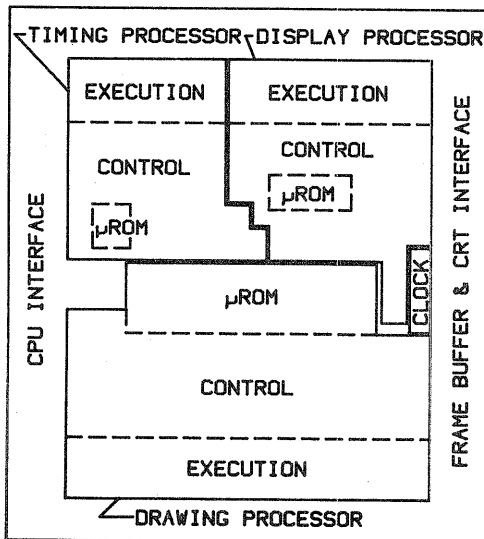 TIMING PROCESSOR
DISPLAY PROCESSOR
EXECUTION
EXECUTION
CONTROL
CONTROL
µROM
µROM
CPU INTERFACE
FRAME BUFFER & CRT INTERFACE
CLOCK
µROM
CONTROL
EXECUTION
DRAWING PROCESSOR